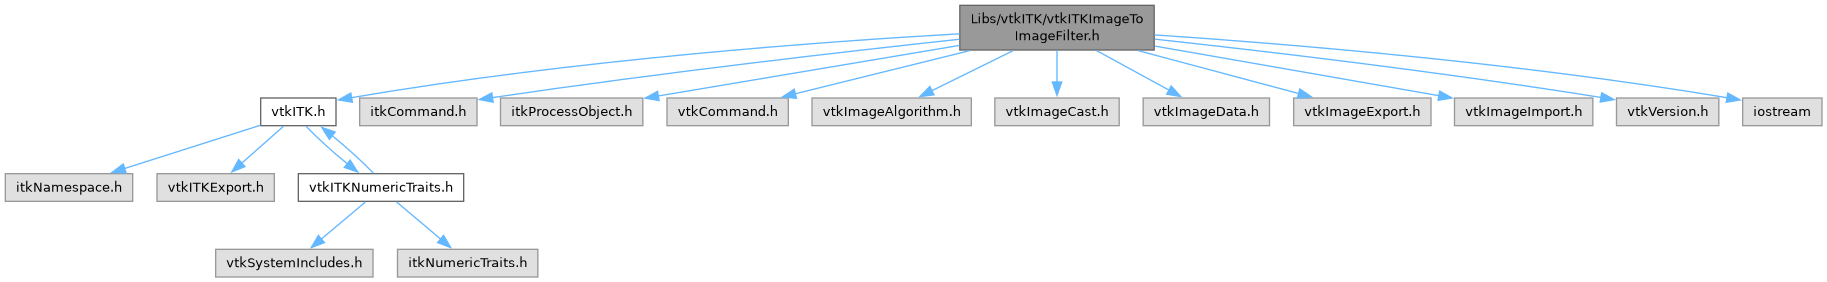 Libs/vtkITK/vtkITKImageTo
ImageFilter.h
vtkITK.h
itkCommand.h
itkProcessObject.h
vtkCommand.h
vtkImageAlgorithm.h
vtkImageCast.h
vtkImageData.h
vtkImageExport.h
vtkImageImport.h
vtkVersion.h
iostream
itkNamespace.h
vtkITKExport.h
vtkITKNumericTraits.h
vtkSystemIncludes.h
itkNumericTraits.h